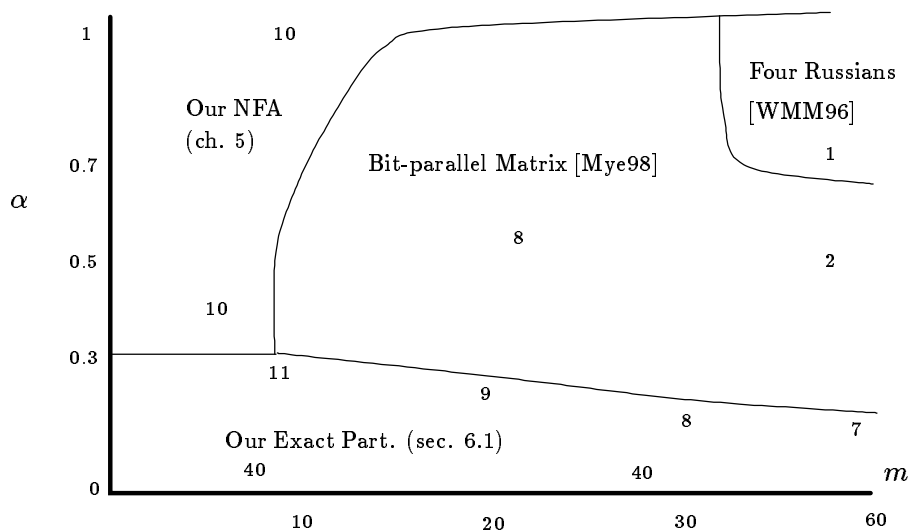 1
10
Four Russians
[WMM96]
Our NFA
(ch. 5)
1
0.7
Bit-parallel Matrix [Mye98]
α
8
0.5
2
10
0.3
11
9
8
7
Our Exact Part. (sec. 6.1)
40
40
0
m
10
20
30
60